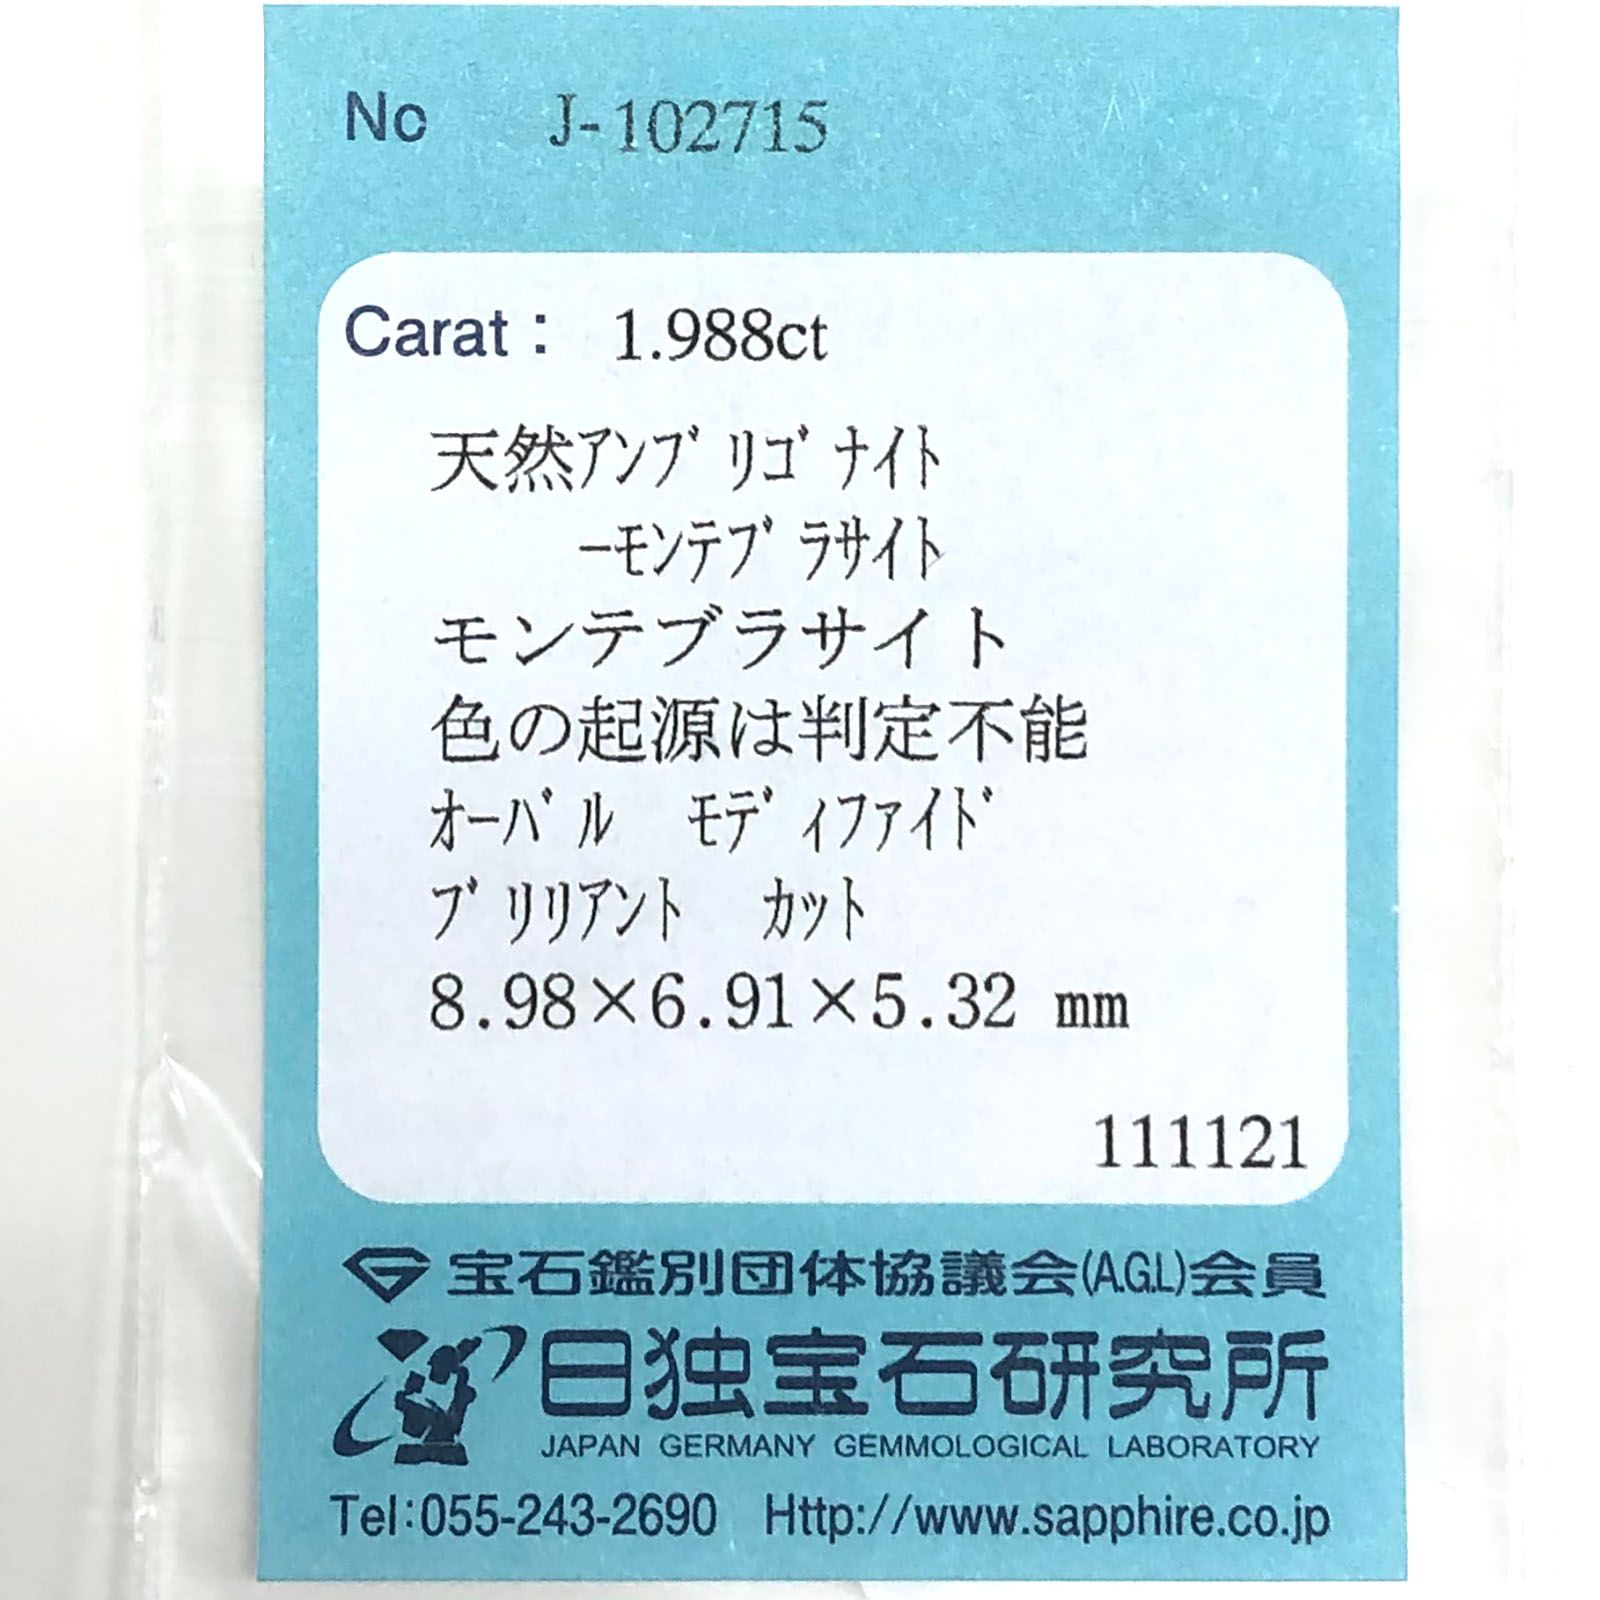 No J-102715
Carat： 1.988ct
天然ｱﾝﾌﾞﾘｺﾞﾅｲﾄ
ｰﾓﾝﾃﾌﾞﾗｻｲﾄ
モンテブラサイト
色の起源は判定不能
ｵｰﾊﾞﾙ ﾓﾃﾞｨﾌｧｲﾄﾞ
ﾌﾞﾘﾘｱﾝﾄ ｶｯﾄ
8.98×6.91×5.32 mm
111121
宝石鑑別団体協議会(A.G.L)会員
日独宝石研究所
JAPAN GERMANY GEMMOLOGICAL LABORATORY
Tel:055-243-2690 Http://www.sapphire.co.jp